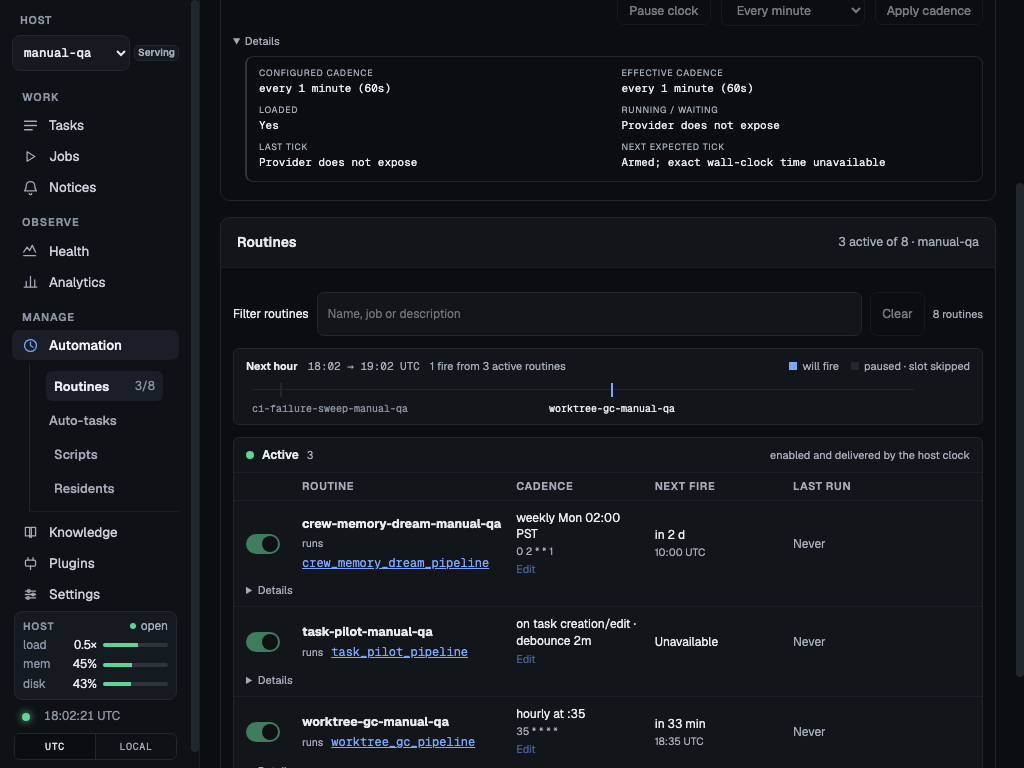 HOST
manual-qa
Serving
WORK
Tasks
Jobs
Notices
OBSERVE
Health
Analytics
MANAGE
Automation
Routines 3/8
Auto-tasks
Scripts
Residents
Knowledge
Plugins
Settings
HOST open
load 0.5×
mem 45%
disk 43%
18:02:21 UTC
UTC LOCAL
Pause clock Every minute Apply cadence
▼ Details
CONFIGURED CADENCE
every 1 minute (60s)
EFFECTIVE CADENCE
every 1 minute (60s)
LOADED
Yes
RUNNING / WAITING
Provider does not expose
LAST TICK
Provider does not expose
NEXT EXPECTED TICK
Armed; exact wall-clock time unavailable
Routines 3 active of 8 · manual-qa
Filter routines Name, job or description Clear 8 routines
Next hour 18:02 → 19:02 UTC 1 fire from 3 active routines will fire paused · slot skipped
ci-failure-sweep-manual-qa worktree-gc-manual-qa
Active 3 enabled and delivered by the host clock
ROUTINE CADENCE NEXT FIRE LAST RUN
crew-memory-dream-manual-qa
runs
crew_memory_dream_pipeline
weekly Mon 02:00
PST
0 2 * * 1
Edit
in 2 d
10:00 UTC
Never
▶ Details
task-pilot-manual-qa
runs task_pilot_pipeline
on task creation/edit ·
debounce 2m
Edit
Unavailable
Never
▶ Details
worktree-gc-manual-qa
runs worktree_gc_pipeline
hourly at :35
35 * * * *
Edit
in 33 min
18:35 UTC
Never